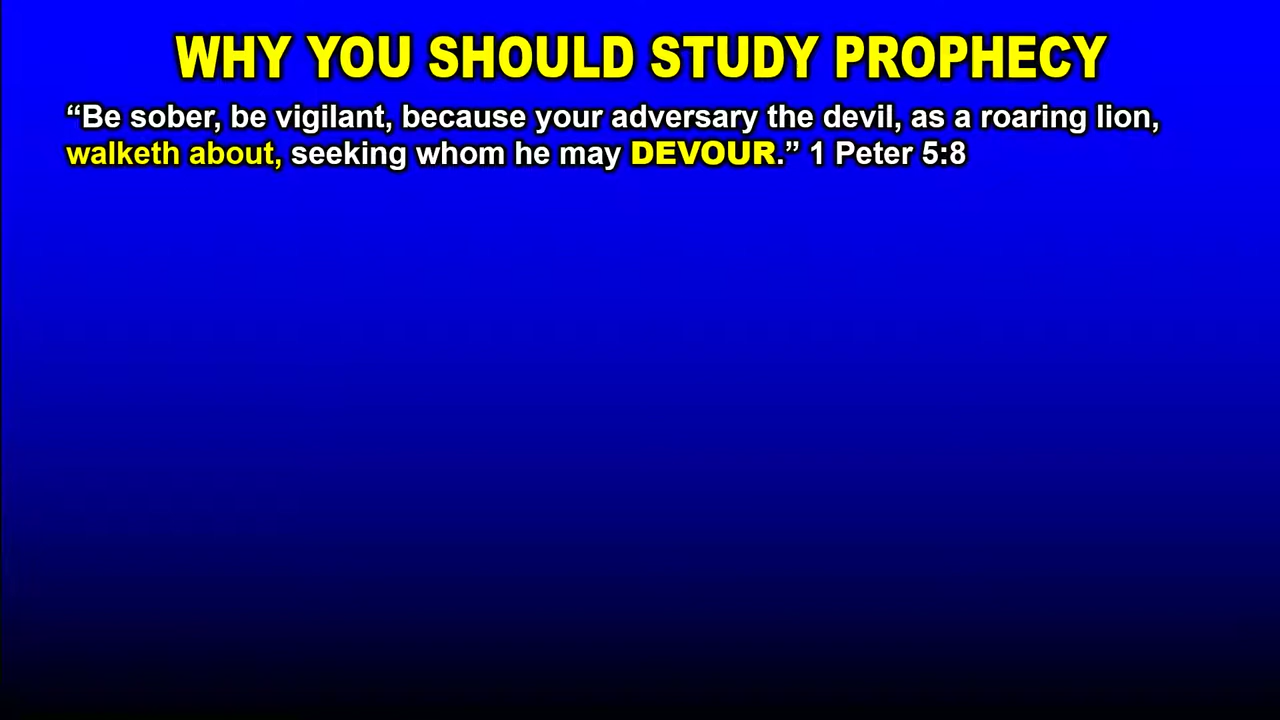 WHY YOU SHOULD STUDY PROPHECY
“Be sober, be vigilant, because your adversary the devil, as a roaring lion,
walketh about, seeking whom he may DEVOUR.” 1 Peter 5:8